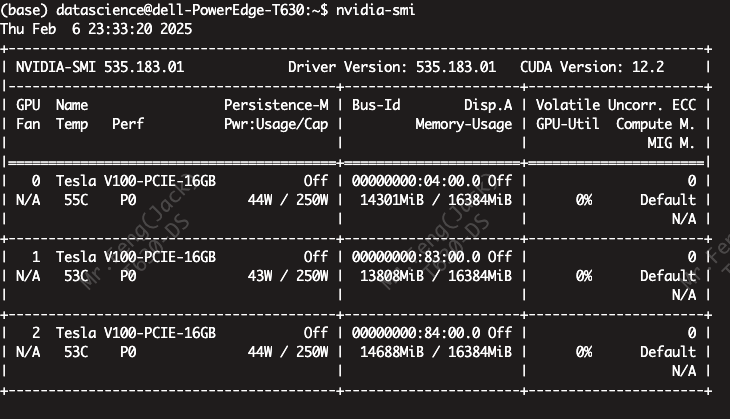 (base) datascience@dell-PowerEdge-T630:~$ nvidia-smi
Thu Feb  6 23:33:20 2025
+---------------------------------------------------------------------------------------+
| NVIDIA-SMI 535.183.01             Driver Version: 535.183.01   CUDA Version: 12.2     |
|-----------------------------------------+----------------------+----------------------+
| GPU  Name                 Persistence-M | Bus-Id        Disp.A | Volatile Uncorr. ECC |
| Fan  Temp   Perf          Pwr:Usage/Cap |         Memory-Usage | GPU-Util  Compute M. |
|                                         |                      |               MIG M. |
|=========================================+======================+======================|
|   0  Tesla V100-PCIE-16GB           Off | 00000000:04:00.0 Off |                    0 |
| N/A   55C    P0              44W / 250W |  14301MiB / 16384MiB |      0%      Default |
|                                         |                      |                  N/A |
+-----------------------------------------+----------------------+----------------------+
|   1  Tesla V100-PCIE-16GB           Off | 00000000:83:00.0 Off |                    0 |
| N/A   53C    P0              43W / 250W |  13808MiB / 16384MiB |      0%      Default |
|                                         |                      |                  N/A |
+-----------------------------------------+----------------------+----------------------+
|   2  Tesla V100-PCIE-16GB           Off | 00000000:84:00.0 Off |                    0 |
| N/A   53C    P0              44W / 250W |  14688MiB / 16384MiB |      0%      Default |
|                                         |                      |                  N/A |
+-----------------------------------------+----------------------+----------------------+
Mr.Feng(Jack)
T630-DS
Mr.Feng(Jack)
T630-DS
Mr.Fe